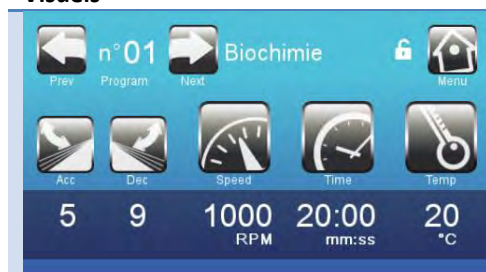 Visuels
n°01 Biochimie
Prev Program Next Menu
Acc Dec Speed Time Temp
5 9 1000 20:00 20
RPM mm:ss °C